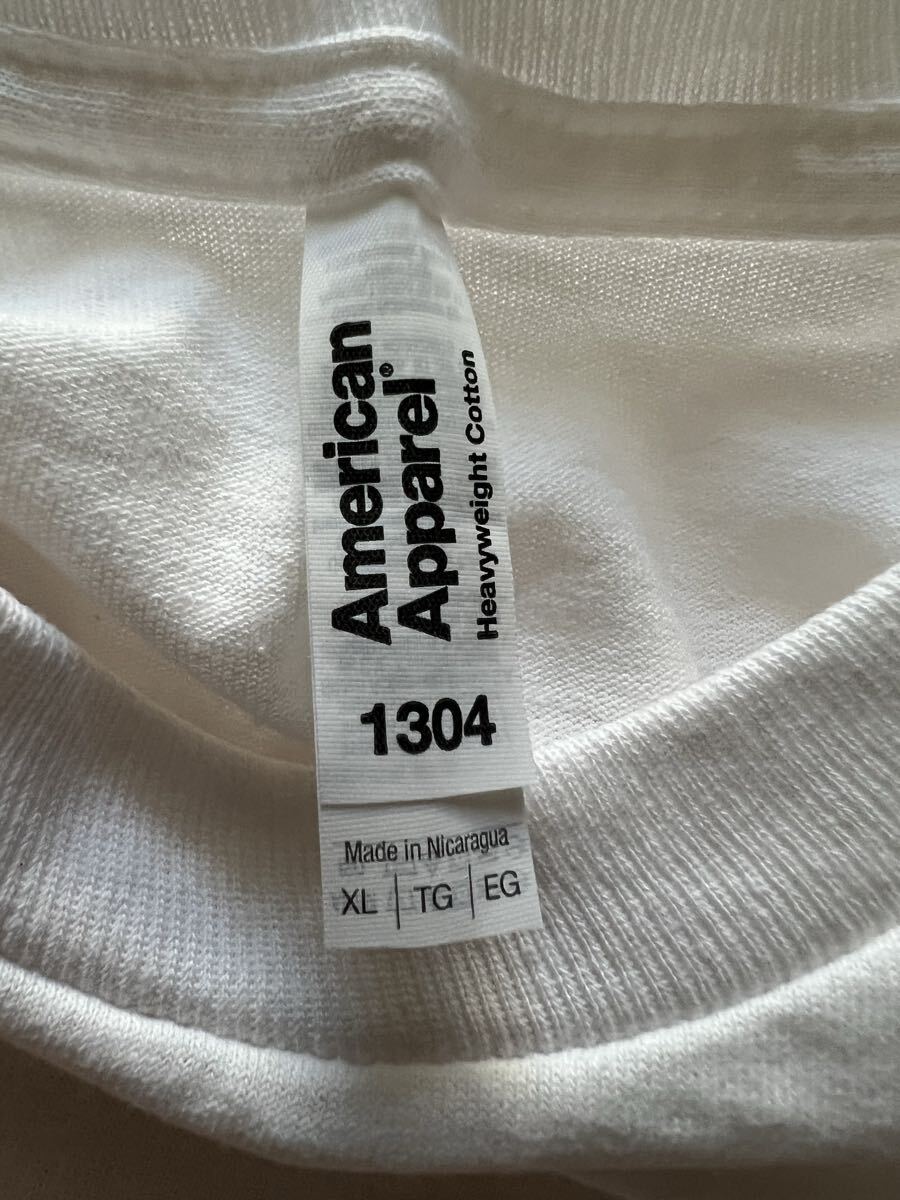 American
Apparel®
Heavyweight Cotton
1304
Made in Nicaragua
XL | TG | EG